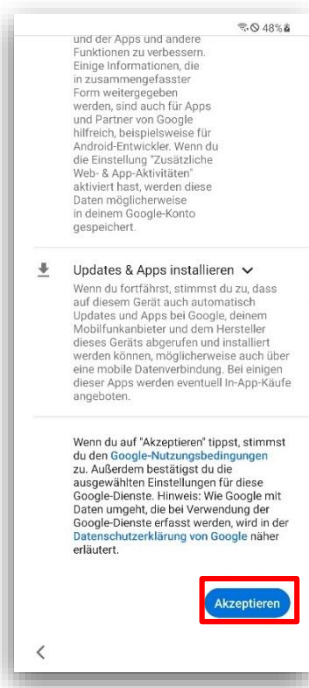 48%
und der Apps und andere
Funktionen zu verbessern.
Einige Informationen, die
in zusammengefasster
Form weitergegeben
werden, sind auch für Apps
und Partner von Google
hilfreich, beispielsweise für
Android-Entwickler. Wenn du
die Einstellung "Zusätzliche
Web- & App-Aktivitäten"
aktiviert hast, werden diese
Daten möglicherweise
in deinem Google-Konto
gespeichert.
Updates & Apps installieren
Wenn du fortfährst, stimmst du zu, dass
auf diesem Gerät auch automatisch
Updates und Apps bei Google, deinem
Mobilfunkanbieter und dem Hersteller
dieses Geräts abgerufen und installiert
werden können, möglicherweise auch über
eine mobile Datenverbindung. Bei einigen
dieser Apps werden eventuell In-App-Käufe
angeboten.
Wenn du auf "Akzeptieren" tippst, stimmst
du den Google-Nutzungsbedingungen
zu. Außerdem bestätigst du die
ausgewählten Einstellungen für diese
Google-Dienste. Hinweis: Wie Google mit
Daten umgeht, die bei Verwendung der
Google-Dienste erfasst werden, wird in der
Datenschutzerklärung von Google näher
erläutert.
Akzeptieren